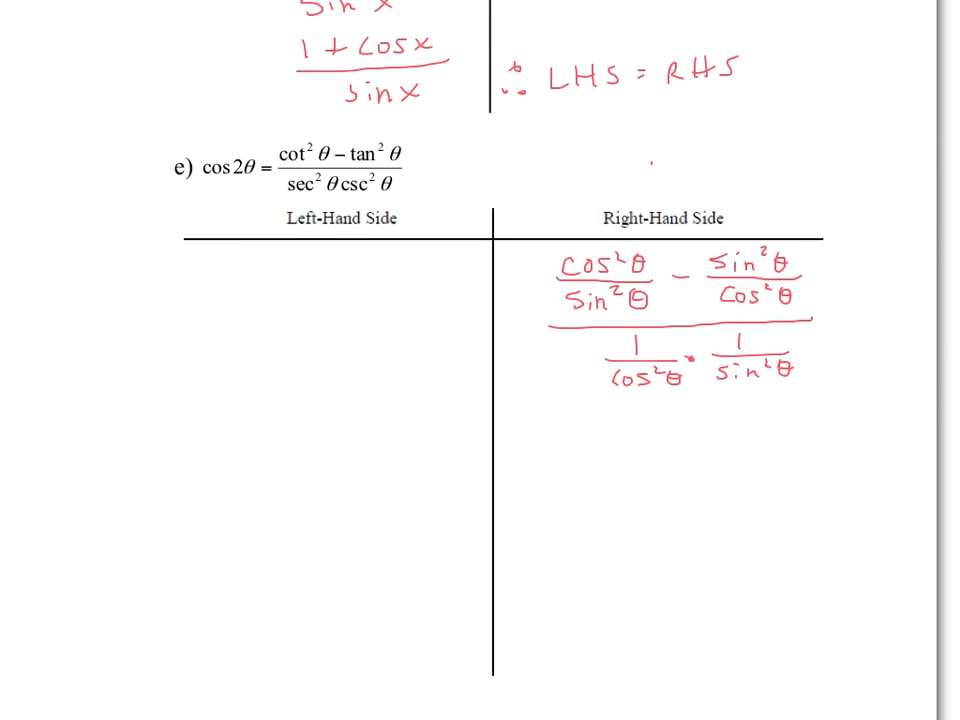 sin x
1 + cos x
sin x
∴ LHS = RHS
e) cos 2θ = cot² θ – tan² θ / sec² θ csc² θ
Left-Hand Side Right-Hand Side
cos²θ / sin²θ – sin²θ / cos²θ
1 / cos²θ · 1 / sin²θ